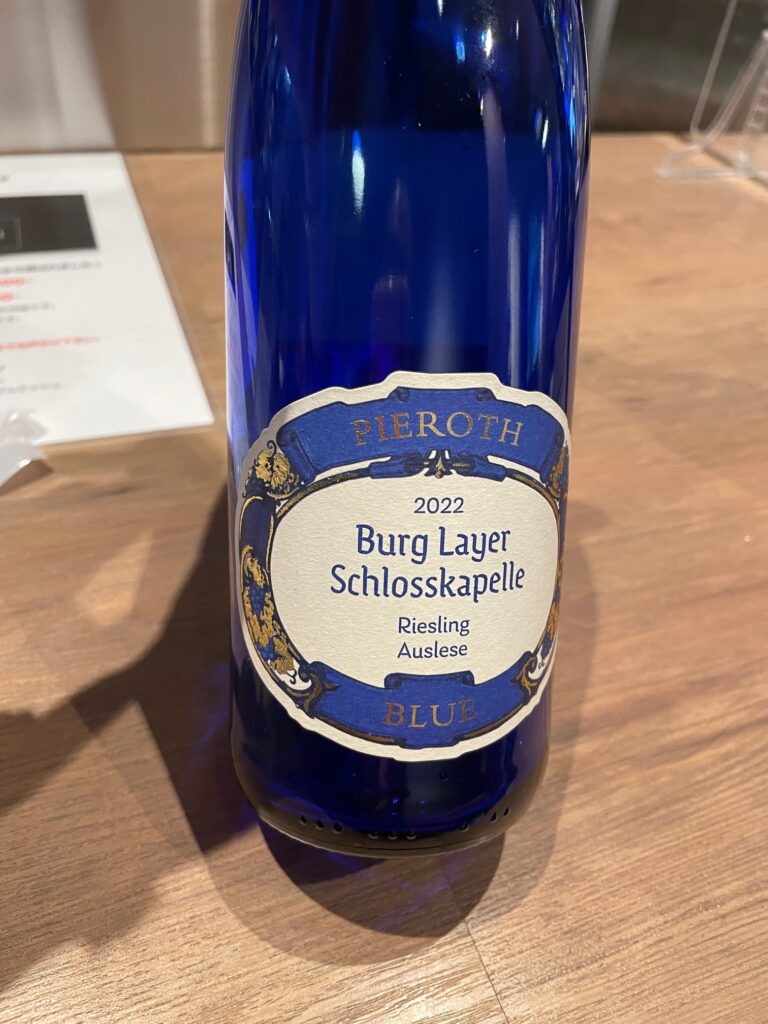 PIEROTH
2022
Burg Layer
Schlosskapelle
Riesling
Auslese
BLUE